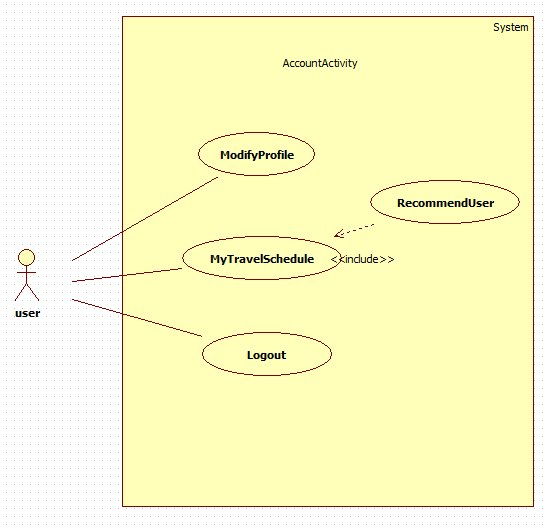 System
AccountActivity
ModifyProfile
RecommendUser
MyTravelSchedule
<<include>>
user
Logout